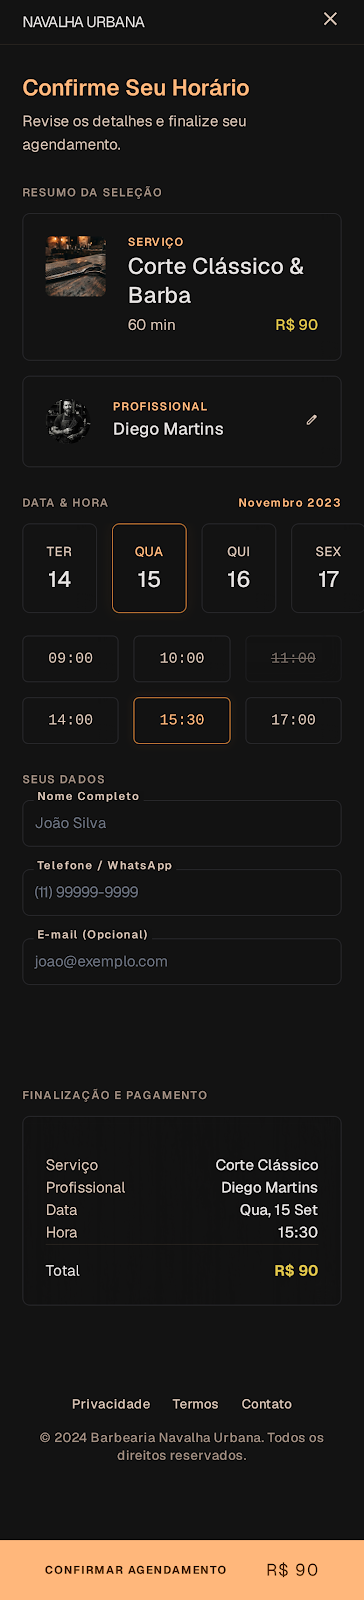 NAVALHA URBANA
Confirme Seu Horário
Revise os detalhes e finalize seu
agendamento.
RESUMO DA SELEÇÃO
SERVIÇO
Corte Clássico &
Barba
60 min R$ 90
PROFISSIONAL
Diego Martins
DATA & HORA Novembro 2023
TER QUA QUI SEX
14 15 16 17
09:00 10:00 11:00
14:00 15:30 17:00
SEUS DADOS
Nome Completo
João Silva
Telefone / WhatsApp
(11) 99999-9999
E-mail (Opcional)
joao@exemplo.com
FINALIZAÇÃO E PAGAMENTO
Serviço Corte Clássico
Profissional Diego Martins
Data Qua, 15 Set
Hora 15:30
Total R$ 90
Privacidade Termos Contato
© 2024 Barbearia Navalha Urbana. Todos os
direitos reservados.
CONFIRMAR AGENDAMENTO R$ 90